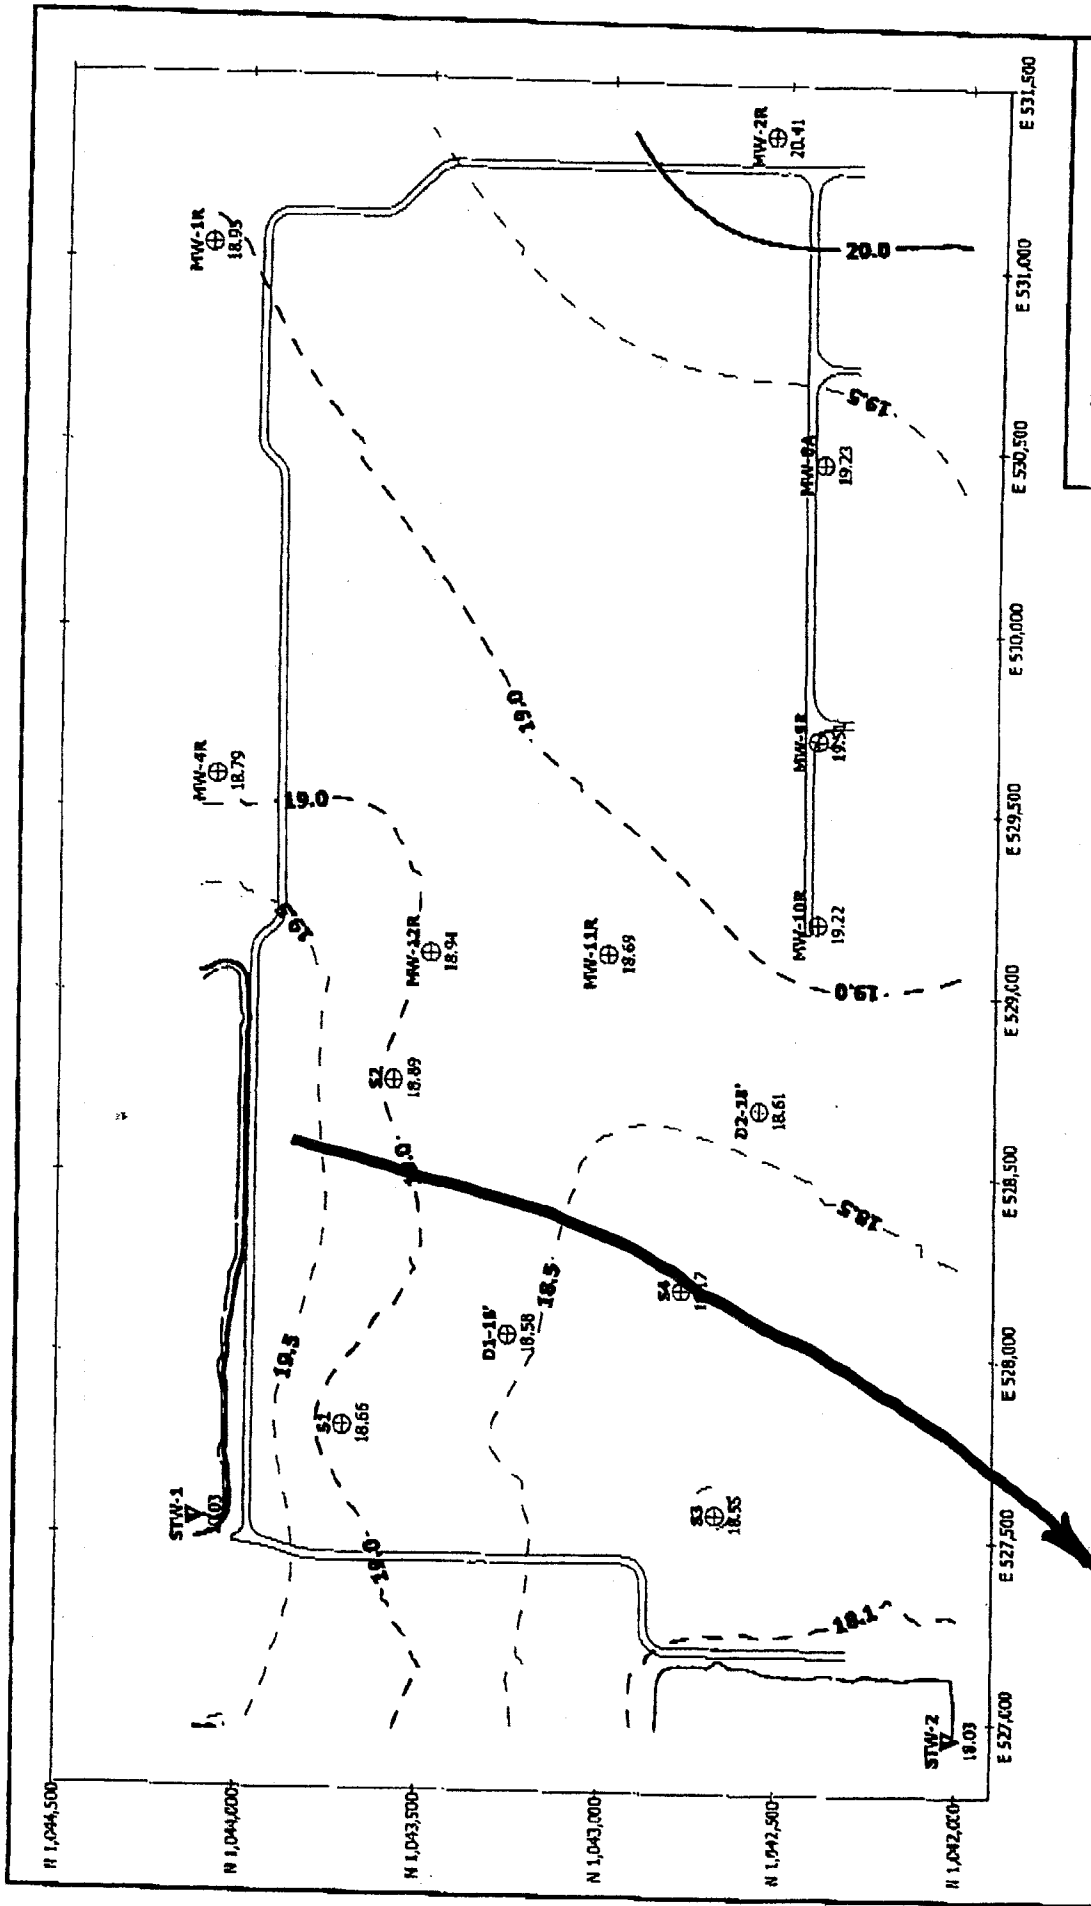 E 531,500
MW-2R
20.41
MW-1R
18.95
20.0
E 531,000
19.5
MW-8A
19.23
E 530,500
19.0
E 530,000
MW-4R
18.79
19.0
MW-9R
E 529,500
MW-12R
18.94
MW-11R
18.69
MW-10R
19.22
19.0
E 529,000
S2
18.89
D2-18'
18.61
E 528,500
18.5
18.5
S4
D1-18'
18.58
E 528,000
19.5
S1
18.66
STW-1
S3
18.55
E 527,500
19.0
18.1
STW-2
18.03
E 527,000
N 1,044,500
N 1,044,000
N 1,043,500
N 1,043,000
N 1,042,500
N 1,042,000